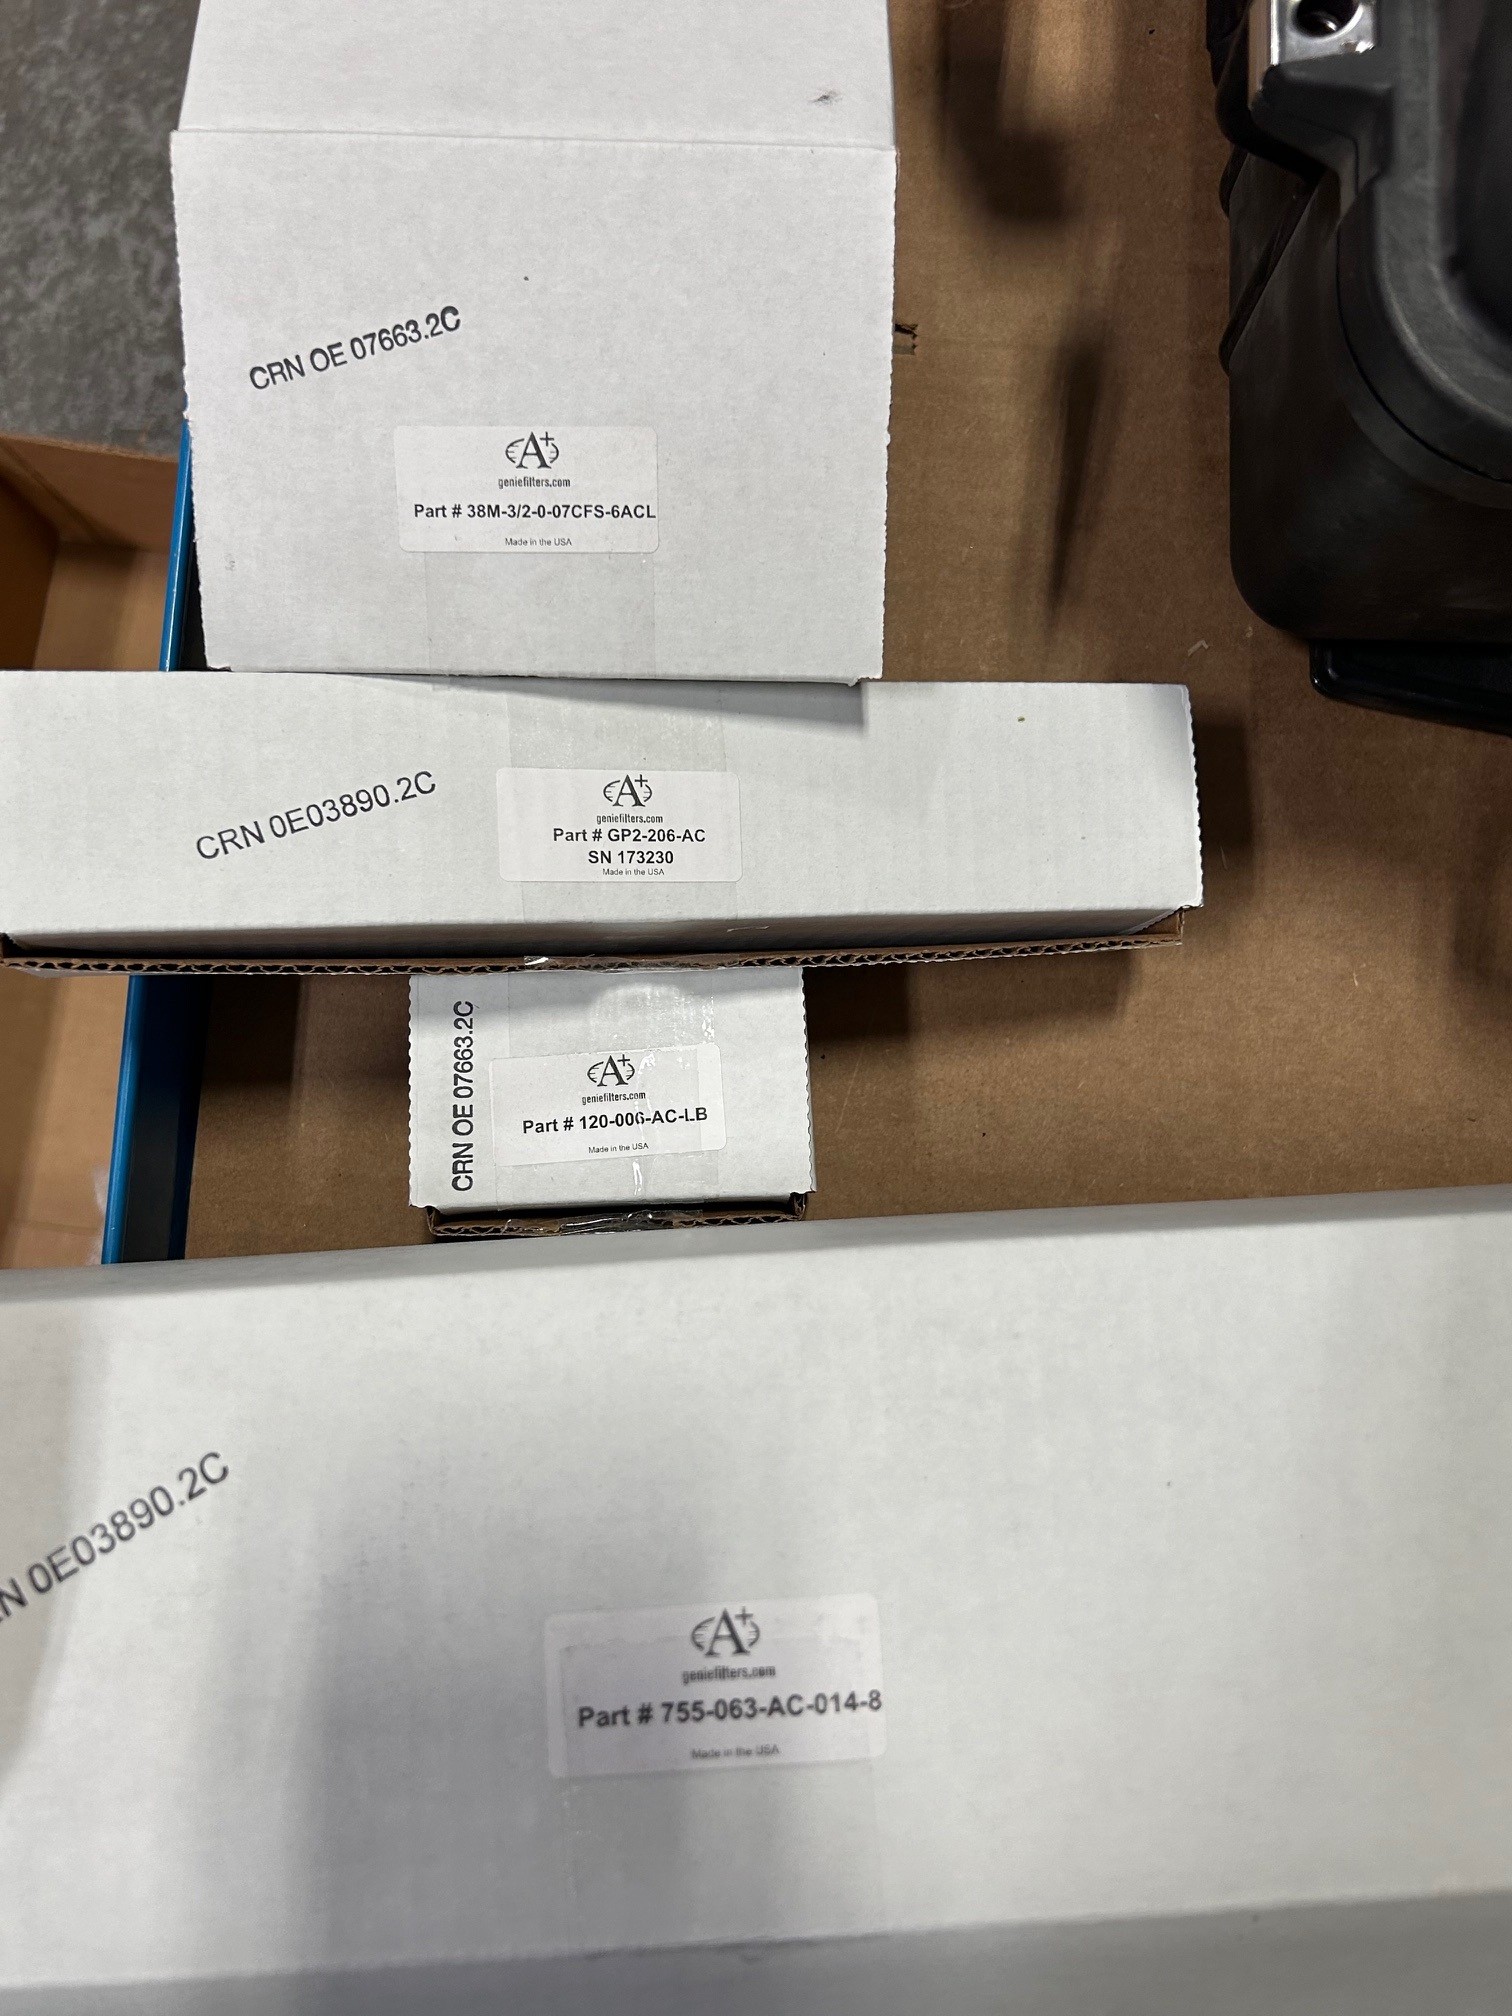 CRN OE 07663.2C
A+
geniefilters.com
Part # 38M-3/2-0-07CFS-6ACL
Made in the USA
CRN 0E03890.2C
A+
geniefilters.com
Part # GP2-206-AC
SN 173230
Made in the USA
CRN OE 07663.2C
A+
geniefilters.com
Part # 120-006-AC-LB
Made in the USA
N 0E03890.2C
A+
geniefilters.com
Part # 755-063-AC-014-8
Made in the USA